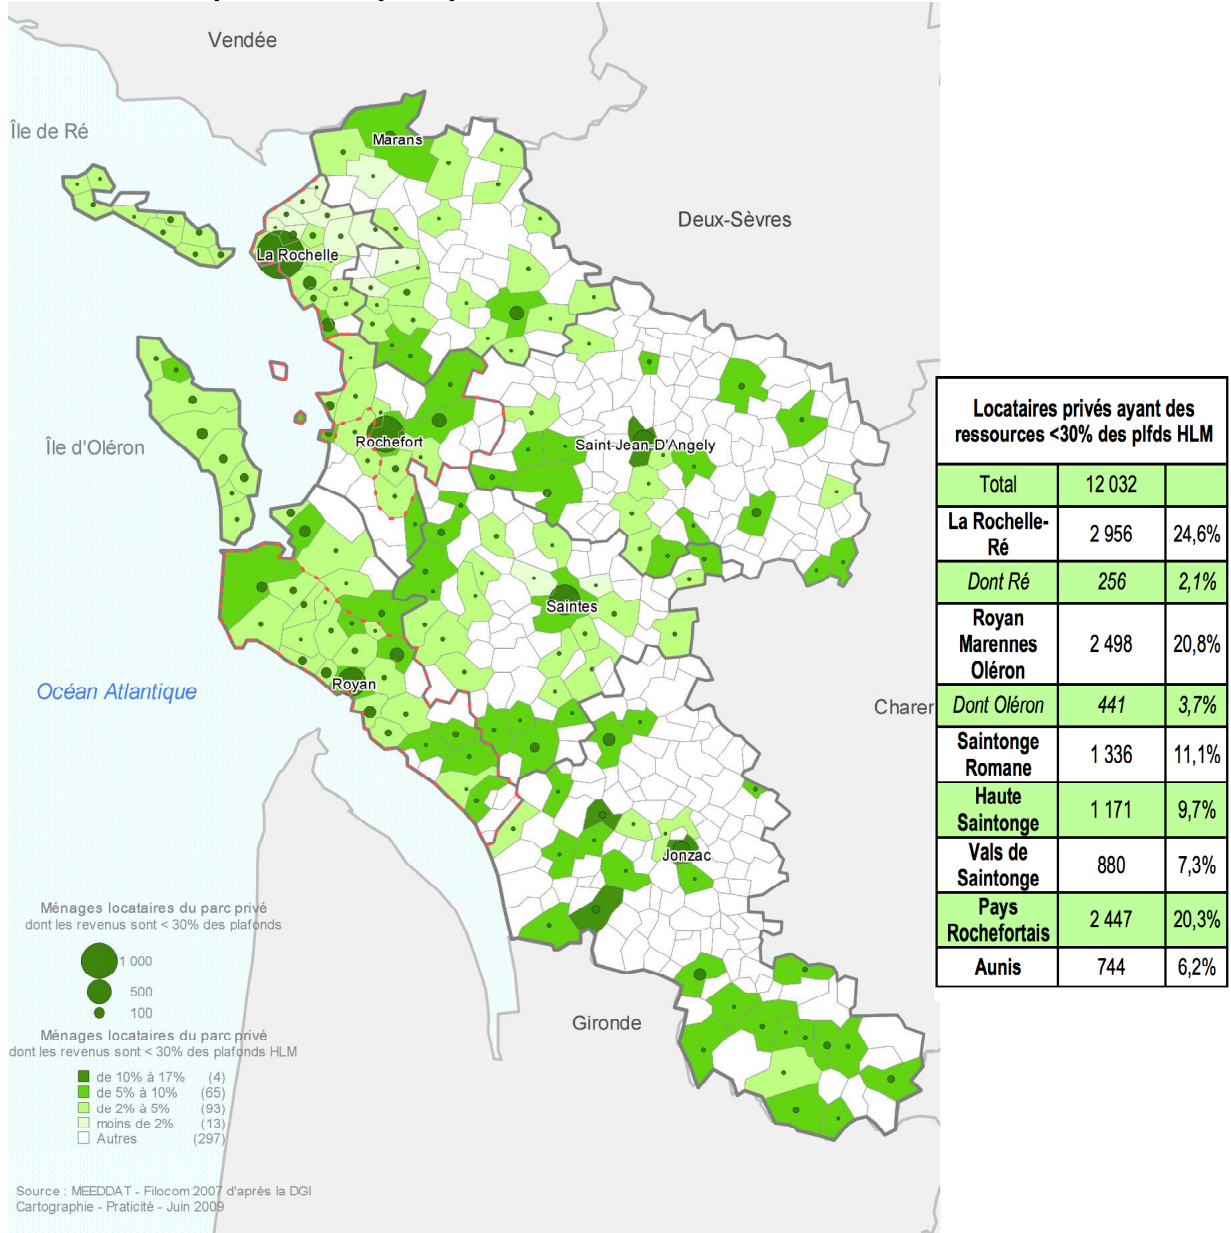 Vendée
Île de Ré
Marans
Deux-Sèvres
La Rochelle
Île d'Oléron
Rochefort
Saint-Jean-D'Angely
Saintes
Océan Atlantique
Royan
Charen
Jonzac
Gironde
Ménages locataires du parc privé
dont les revenus sont < 30% des plafonds
1 000
500
100
Ménages locataires du parc privé
dont les revenus sont < 30% des plafonds HLM
de 10% à 17% (4)
de 5% à 10% (65)
de 2% à 5% (93)
moins de 2% (13)
Autres (297)
Source : MEEDDAT - Filocom 2007 d'après la DGI
Cartographie - Praticité - Juin 2009
Locataires privés ayant des
ressources <30% des plfds HLM
Total 12 032
La Rochelle-
Ré 2 956 24,6%
Dont Ré 256 2,1%
Royan
Marennes 2 498 20,8%
Oléron
Dont Oléron 441 3,7%
Saintonge
Romane 1 336 11,1%
Haute
Saintonge 1 171 9,7%
Vals de
Saintonge 880 7,3%
Pays
Rochefortais 2 447 20,3%
Aunis 744 6,2%